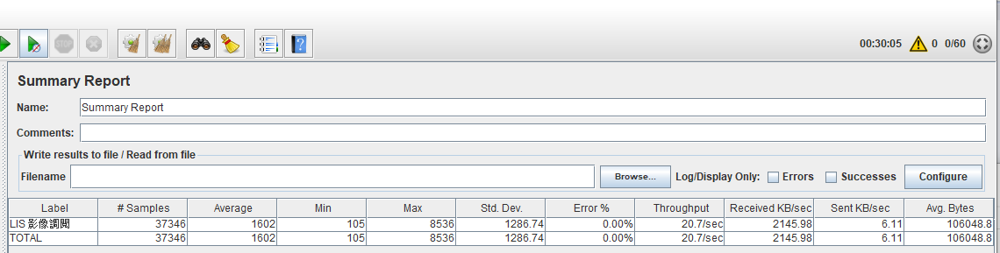 STOP
00:30:05 0 0/60
Summary Report
Name: Summary Report
Comments:
Write results to file / Read from file
Filename Browse... Log/Display Only: Errors Successes Configure
Label # Samples Average Min Max Std. Dev. Error % Throughput Received KB/sec Sent KB/sec Avg. Bytes
LIS 影像調閱 37346 1602 105 8536 1286.74 0.00% 20.7/sec 2145.98 6.11 106048.8
TOTAL 37346 1602 105 8536 1286.74 0.00% 20.7/sec 2145.98 6.11 106048.8